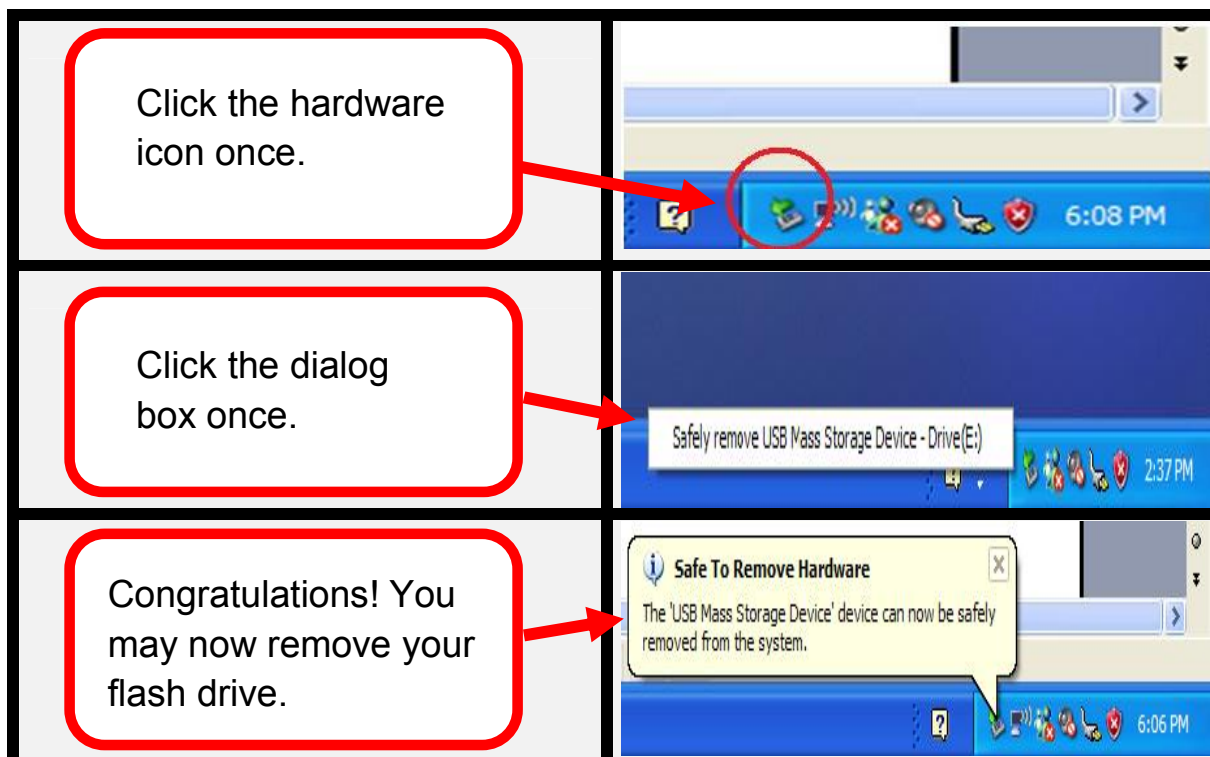 Click the hardware
icon once.
6:08 PM
Click the dialog
box once.
Safely remove USB Mass Storage Device - Drive(E:)
2:37 PM
Congratulations! You
may now remove your
flash drive.
Safe To Remove Hardware
The 'USB Mass Storage Device' device can now be safely
removed from the system.
6:06 PM